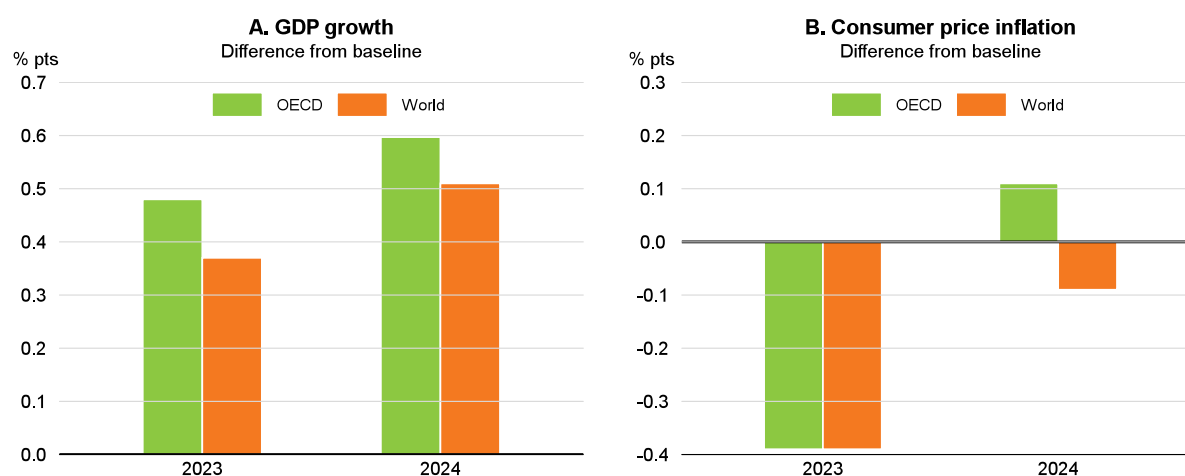 A. GDP growth
Difference from baseline
% pts
0.7
OECD
World
0.6
0.5
0.4
0.3
0.2
0.1
0.0
2023
2024
B. Consumer price inflation
Difference from baseline
% pts
0.3
OECD
World
0.2
0.1
0.0
-0.1
-0.2
-0.3
-0.4
2023
2024